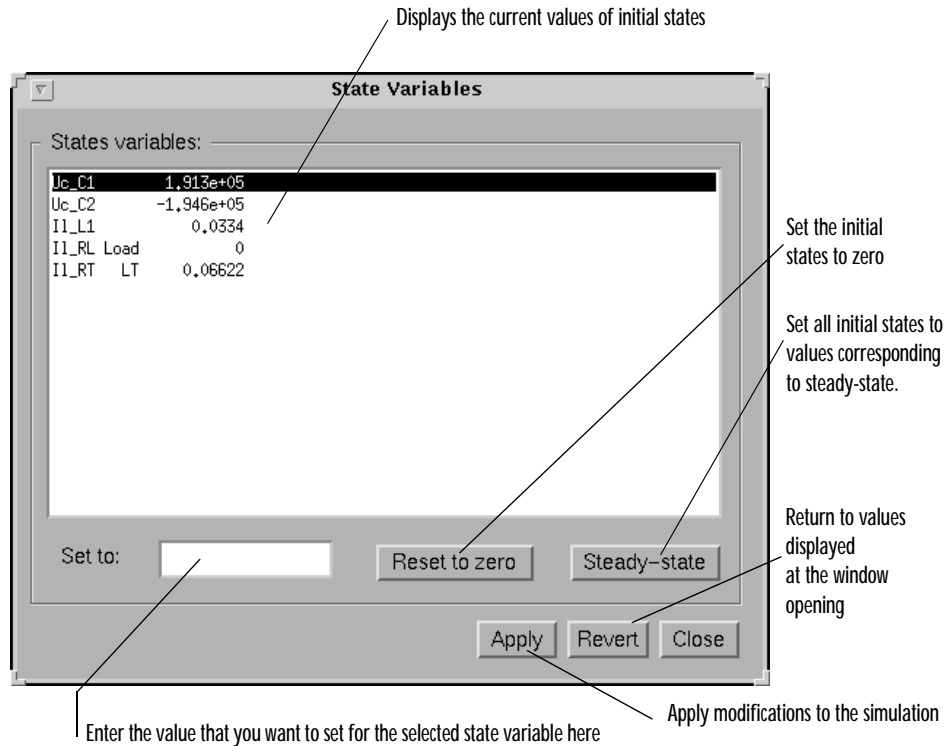 Displays the current values of initial states
State Variables
States variables:
Uc_C1 1.913e+05
Uc_C2 -1.946e+05
Il_L1 0.0334
Il_RL Load 0
Il_RT LT 0.06622
Set the initial
states to zero
Set all initial states to
values corresponding
to steady-state.
Return to values
displayed
at the window
opening
Set to:
Reset to zero
Steady-state
Apply
Revert
Close
Apply modifications to the simulation
Enter the value that you want to set for the selected state variable here